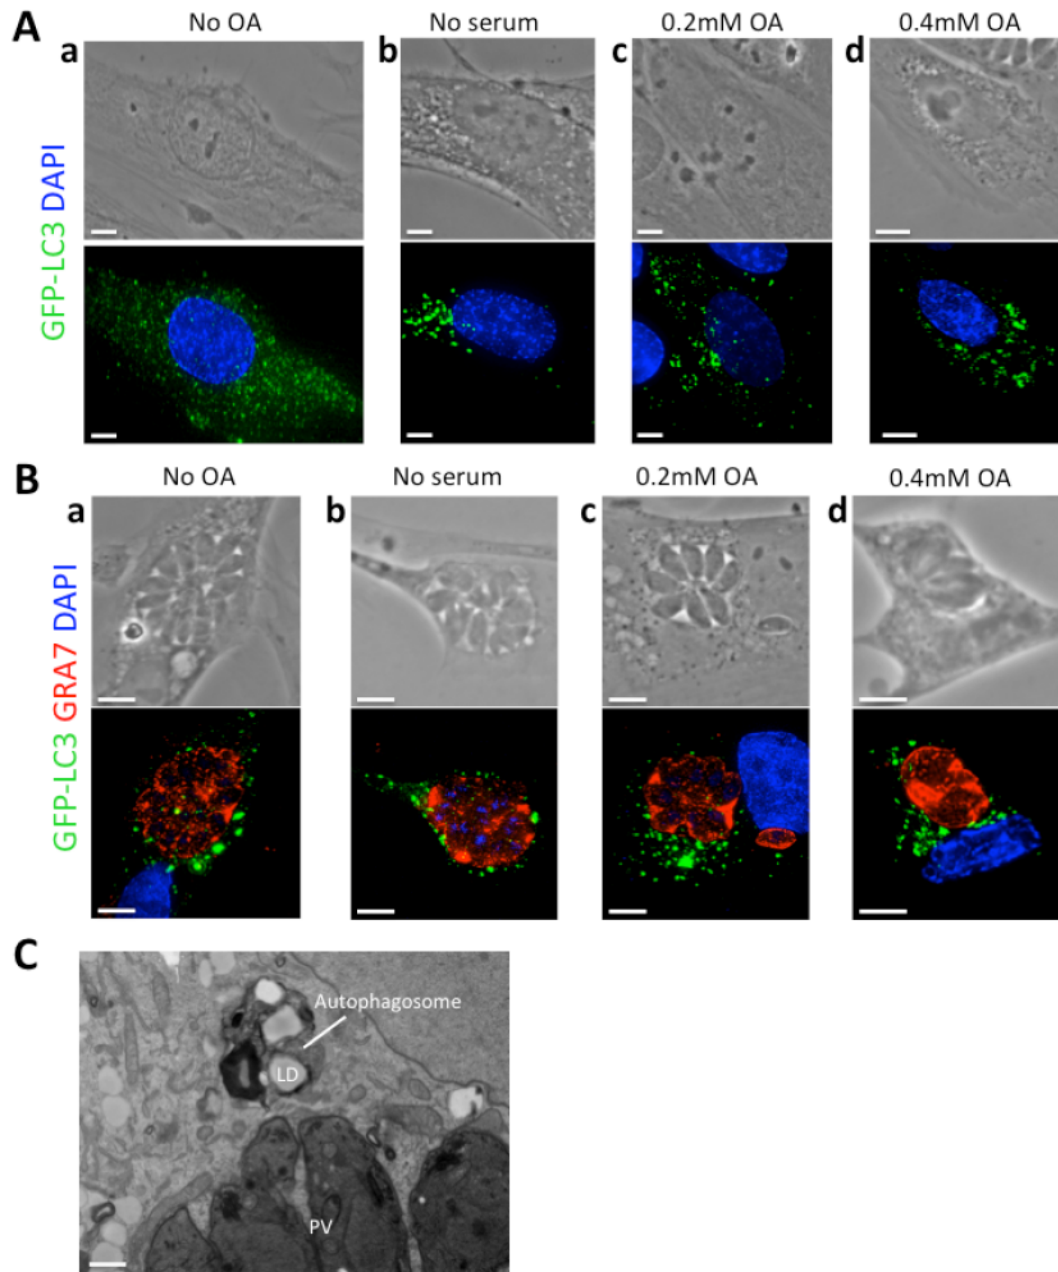 A
No OA
No serum
0.2mM OA
0.4mM OA
a
b
c
d
GFP-LC3 DAPI
B
No OA
No serum
0.2mM OA
0.4mM OA
a
b
c
d
GFP-LC3 GRA7 DAPI
C
Autophagosome
LD
PV